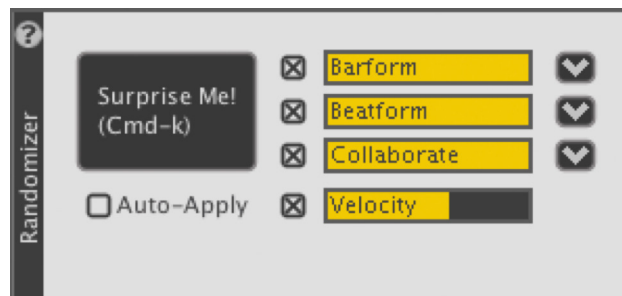 ?
Randomizer
Surprise Me!
(Cmd-k)
Auto-Apply
Barform
Beatform
Collaborate
Velocity